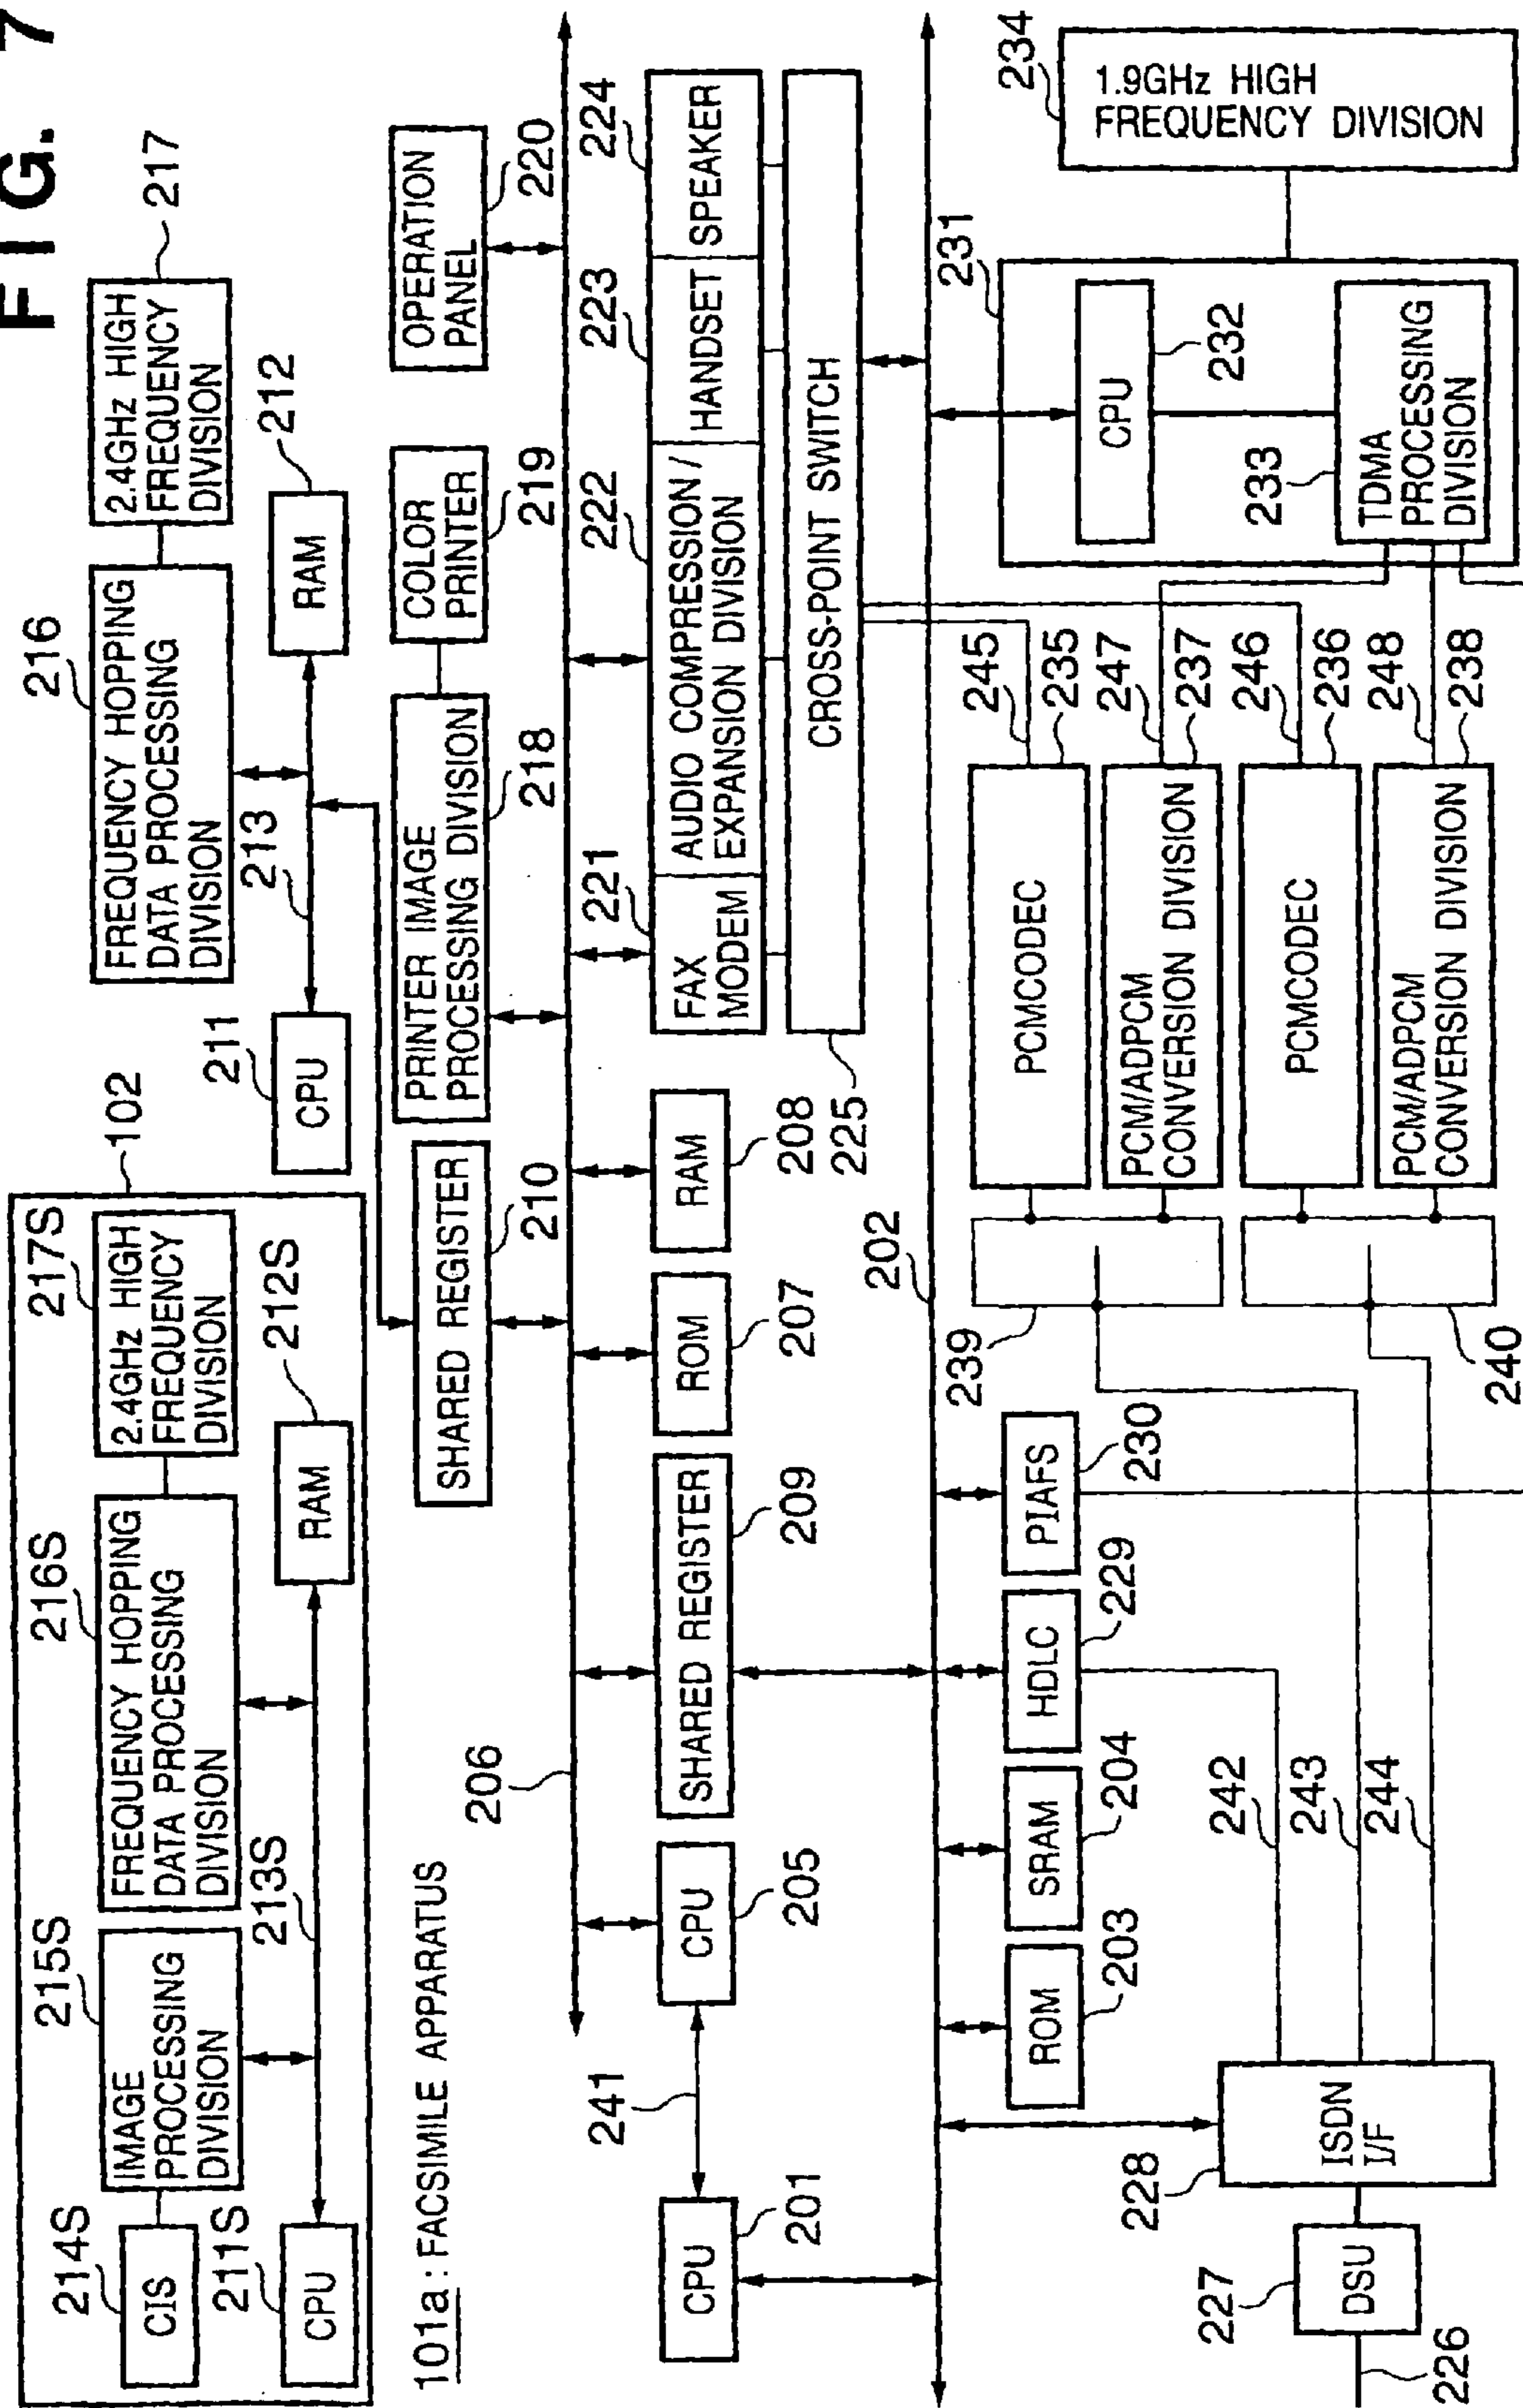 FIG. 7
102
214S
CIS
215S
IMAGE
PROCESSING
DIVISION
216S
FREQUENCY HOPPING
DATA PROCESSING
DIVISION
217S
2.4GHz HIGH
FREQUENCY
DIVISION
211S
CPU
213S
212S
RAM
216
FREQUENCY HOPPING
DATA PROCESSING
DIVISION
217
2.4GHz HIGH
FREQUENCY
DIVISION
211
CPU
213
212
RAM
101a : FACSIMILE APPARATUS
SHARED REGISTER
210
PRINTER IMAGE
PROCESSING DIVISION
218
COLOR
PRINTER
219
OPERATION
PANEL
220
206
241
CPU
201
CPU
205
SHARED REGISTER
209
ROM
207
RAM
208
221
FAX
MODEM
222
AUDIO COMPRESSION /
EXPANSION DIVISION
223
HANDSET
224
SPEAKER
CROSS-POINT SWITCH
225
202
226
DSU
227
ISDN
I/F
228
ROM
203
SRAM
204
HDLC
229
PIAFS
230
242
243
244
239
240
PCMCODEC
245
235
PCM/ADPCM
CONVERSION DIVISION
247
237
PCMCODEC
246
236
PCM/ADPCM
CONVERSION DIVISION
248
238
231
CPU
232
233
TDMA
PROCESSING
DIVISION
234
1.9GHz HIGH
FREQUENCY DIVISION